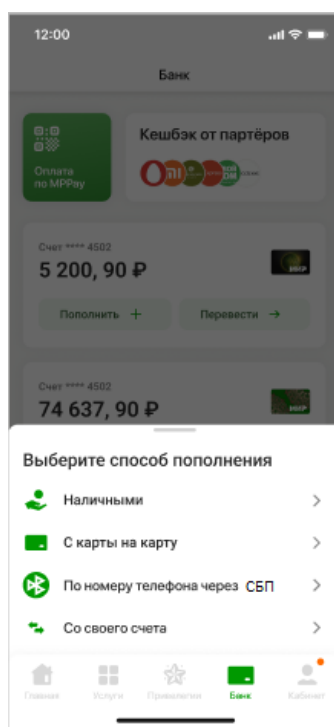 12:00
Банк
Кешбэк от партёров
Оплата
по MPPay
Счет **** 4502
5 200, 90 ₽
Пополнить +
Перевести →
Счет **** 4502
74 637, 90 ₽
Выберите способ пополнения
Наличными
С карты на карту
По номеру телефона через СБП
Со своего счета
Главная Услуги Привилегии Банк Кабинет